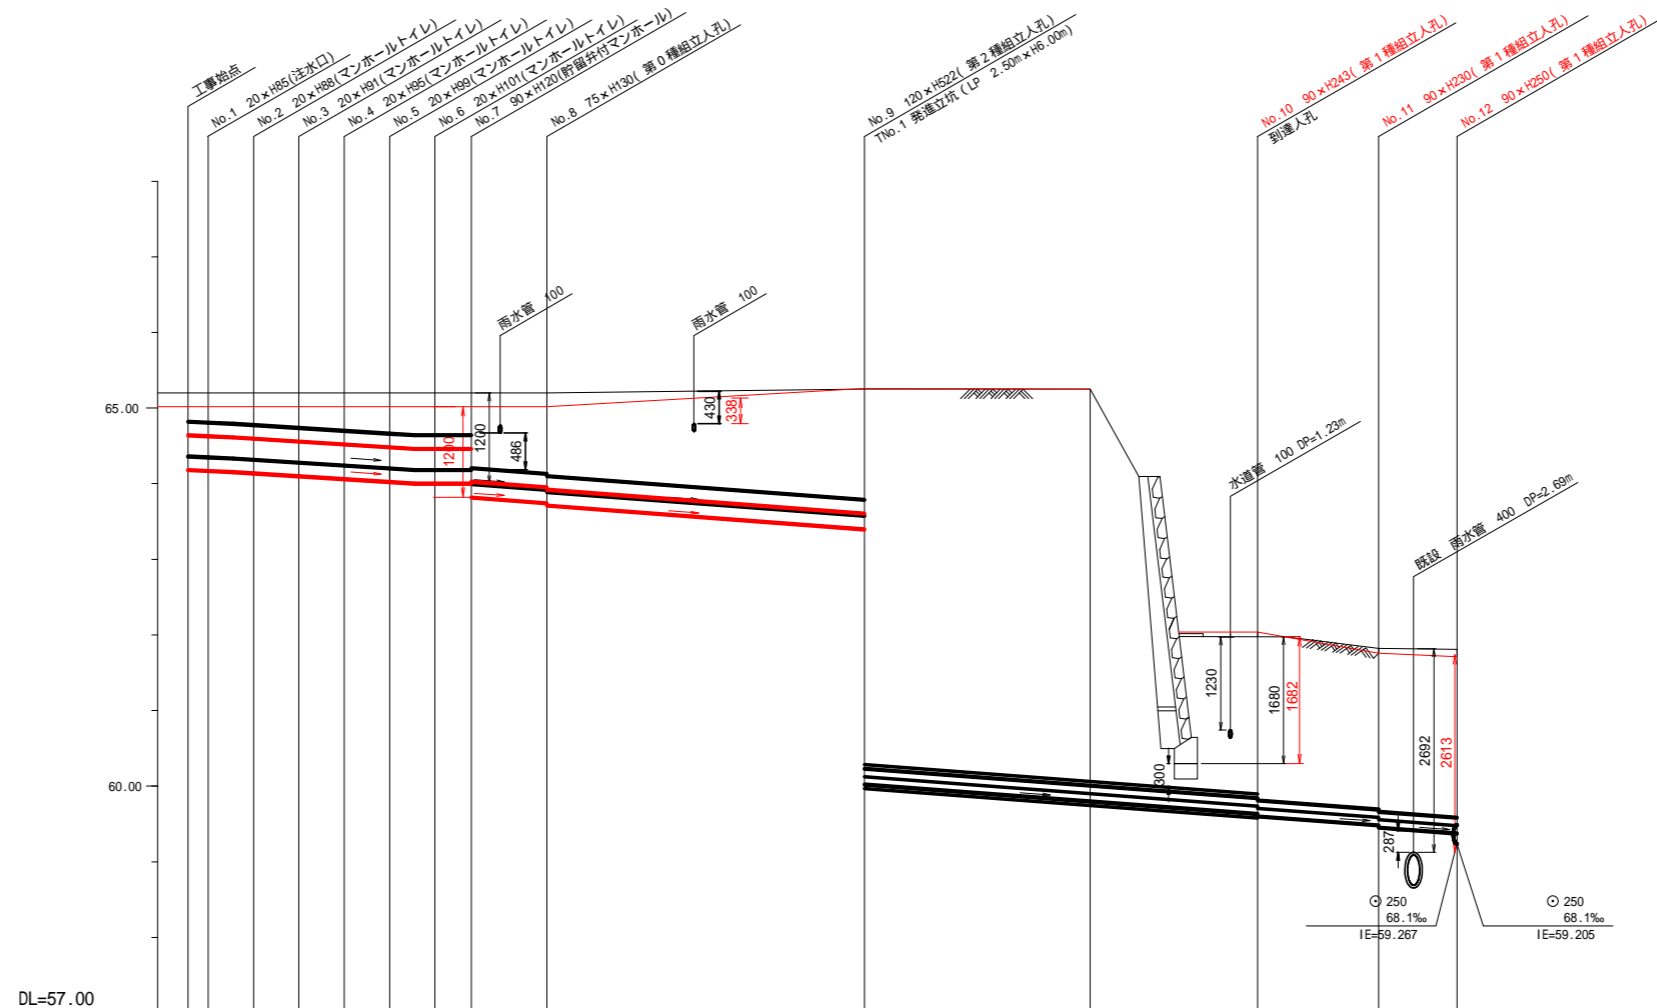 工事始点
No.1 20×H85(注水口)
No.2 20×H88(マンホールトイレ)
No.3 20×H91(マンホールトイレ)
No.4 20×H95(マンホールトイレ)
No.5 20×H99(マンホールトイレ)
No.6 20×H101(マンホールトイレ)
No.7 90×H120(貯留弁付マンホール)
No.8 75×H130( 第0種組立人孔)
No.9 120×H522( 第2種組立人孔)
TNo.1 発進立坑 (LP 2.50m×H6.00m)
No.10 90×H243( 第1種組立人孔)
到達人孔
No.11 90×H230( 第1種組立人孔)
No.12 90×H250( 第1種組立人孔)
雨水管 100
雨水管 100
65.00
1200
1200
486
430
338
水道管 100 DP=1.23m
既設 雨水管 400 DP=2.69m
1230
1680
1682
2692
2613
300
287
60.00
250
68.1‰
IE=59.267
250
68.1‰
IE=59.205
DL=57.00